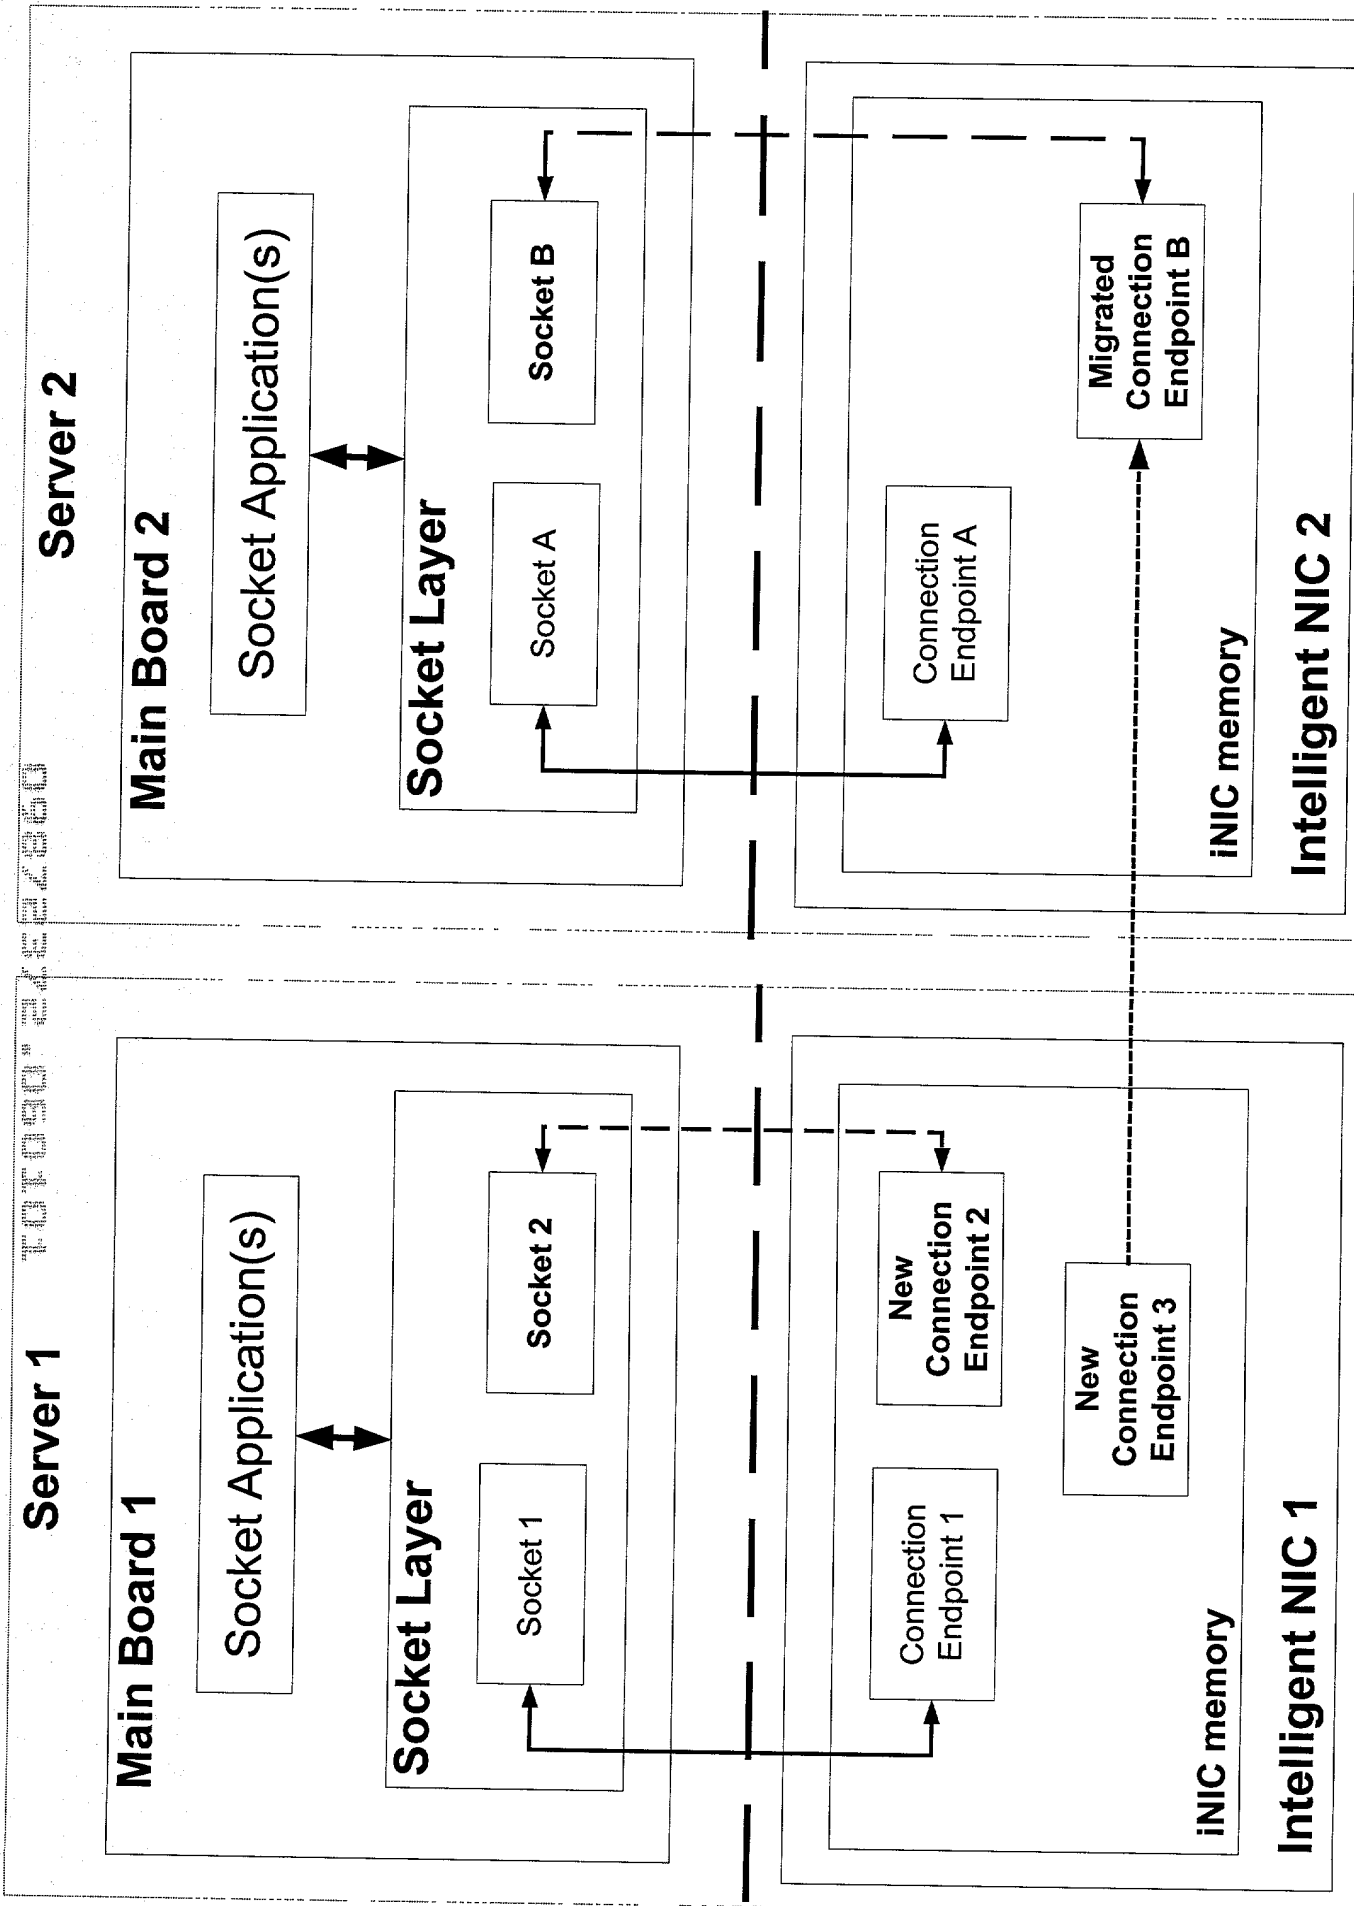 Server 1
Main Board 1
Socket Application(s)
Socket Layer
Socket 1
Socket 2
Connection
Endpoint 1
New
Connection
Endpoint 2
New
Connection
Endpoint 3
iNIC memory
Intelligent NIC 1
Server 2
Main Board 2
Socket Application(s)
Socket Layer
Socket A
Socket B
Connection
Endpoint A
Migrated
Connection
Endpoint B
iNIC memory
Intelligent NIC 2